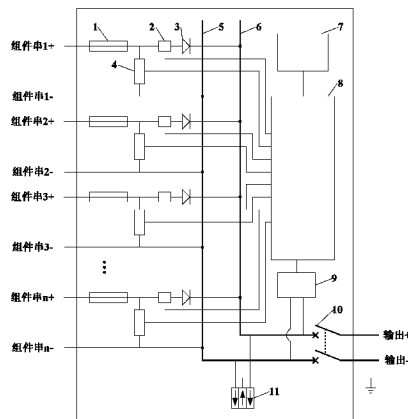 1 2 3 5 6 7
组件串1+
4 8
组件串1-
组件串2+
组件串2-
组件串3+
组件串3-
...
9
组件串n+
10
输出+
组件串n-
输出-
11